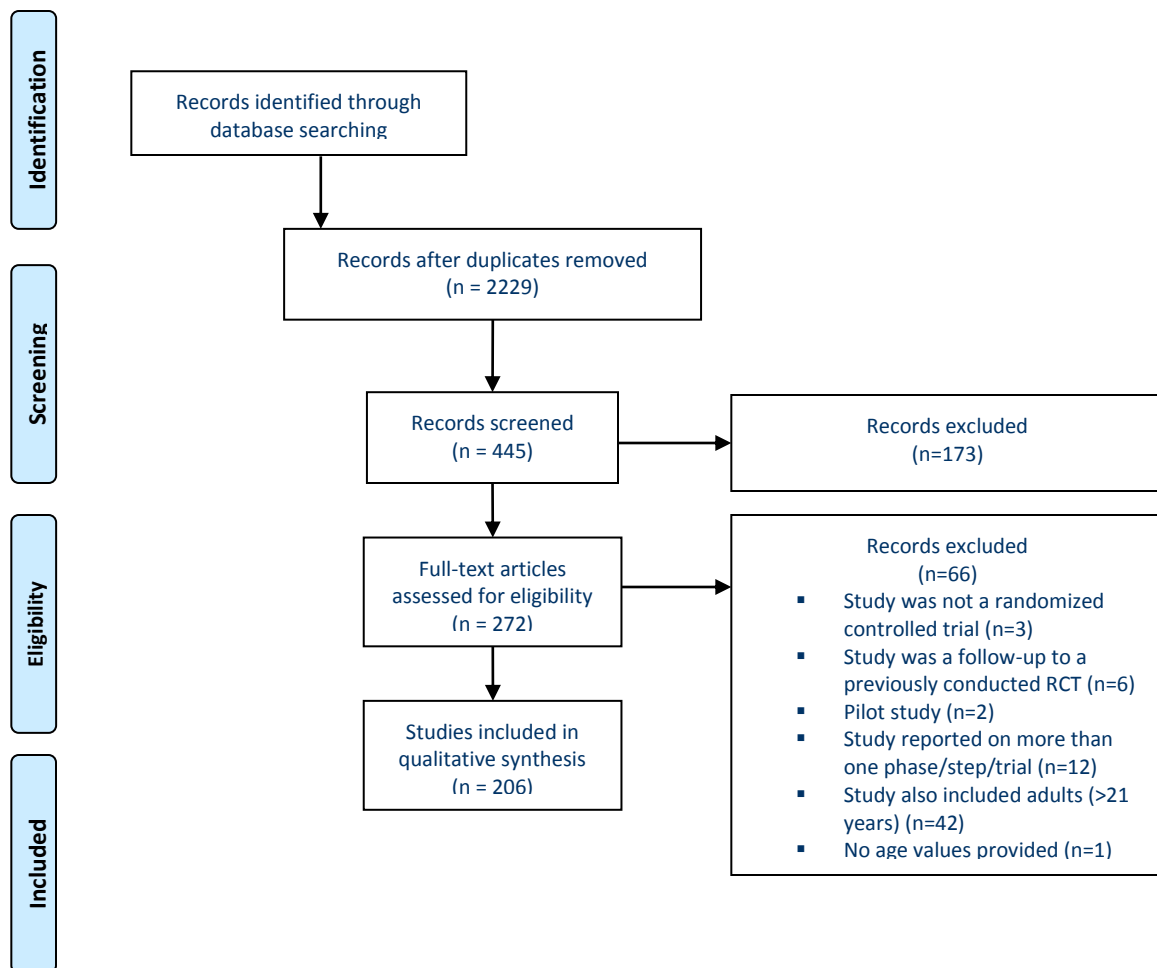 Identification
Records identified through
database searching
Records after duplicates removed
(n = 2229)
Screening
Records screened
(n = 445)
Records excluded
(n=173)
Eligibility
Full-text articles
assessed for eligibility
(n = 272)
Records excluded
(n=66)
▪ Study was not a randomized
controlled trial (n=3)
▪ Study was a follow-up to a
previously conducted RCT (n=6)
▪ Pilot study (n=2)
▪ Study reported on more than
one phase/step/trial (n=12)
▪ Study also included adults (>21
years) (n=42)
▪ No age values provided (n=1)
Studies included in
qualitative synthesis
(n = 206)
Included